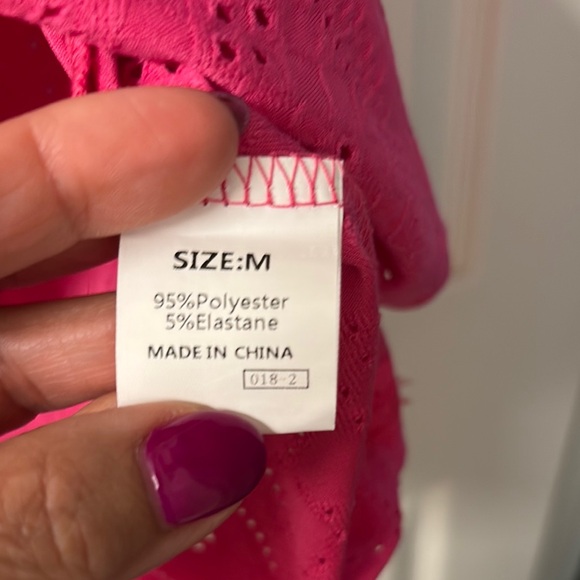 SIZE:M
95%Polyester
5%Elastane
MADE IN CHINA
018-2